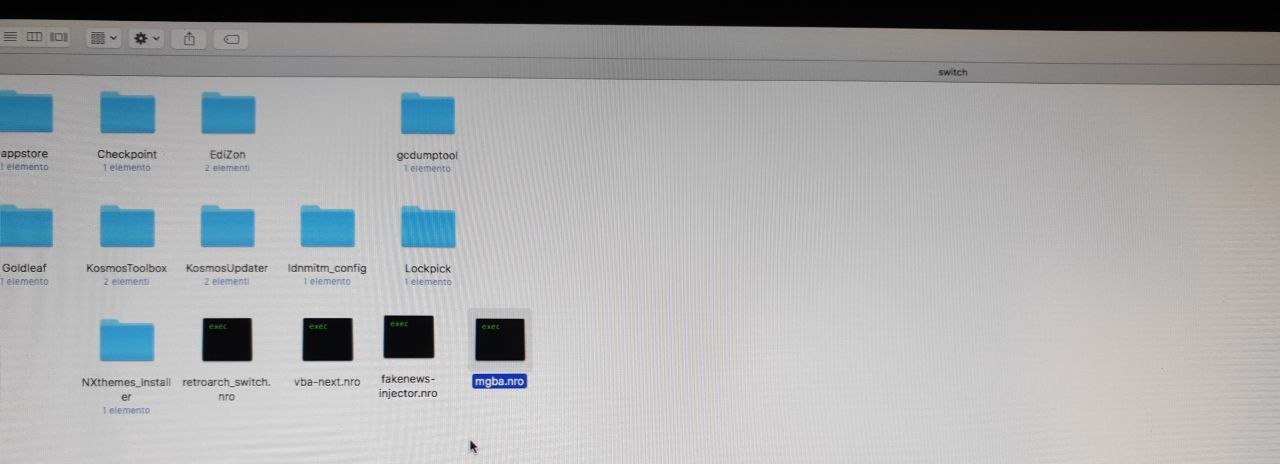 switch
appstore
Checkpoint
EdiZon
gcdumptool
1 elemento
1 elemento
2 elementi
1 elemento
Goldleaf
KosmosToolbox
KosmosUpdater
ldnmitm_config
Lockpick
1 elemento
2 elementi
2 elementi
1 elemento
1 elemento
exec
exec
exec
exec
NXthemes_Install
er
1 elemento
retroarch_switch.
nro
vba-next.nro
fakenews-
injector.nro
mgba.nro